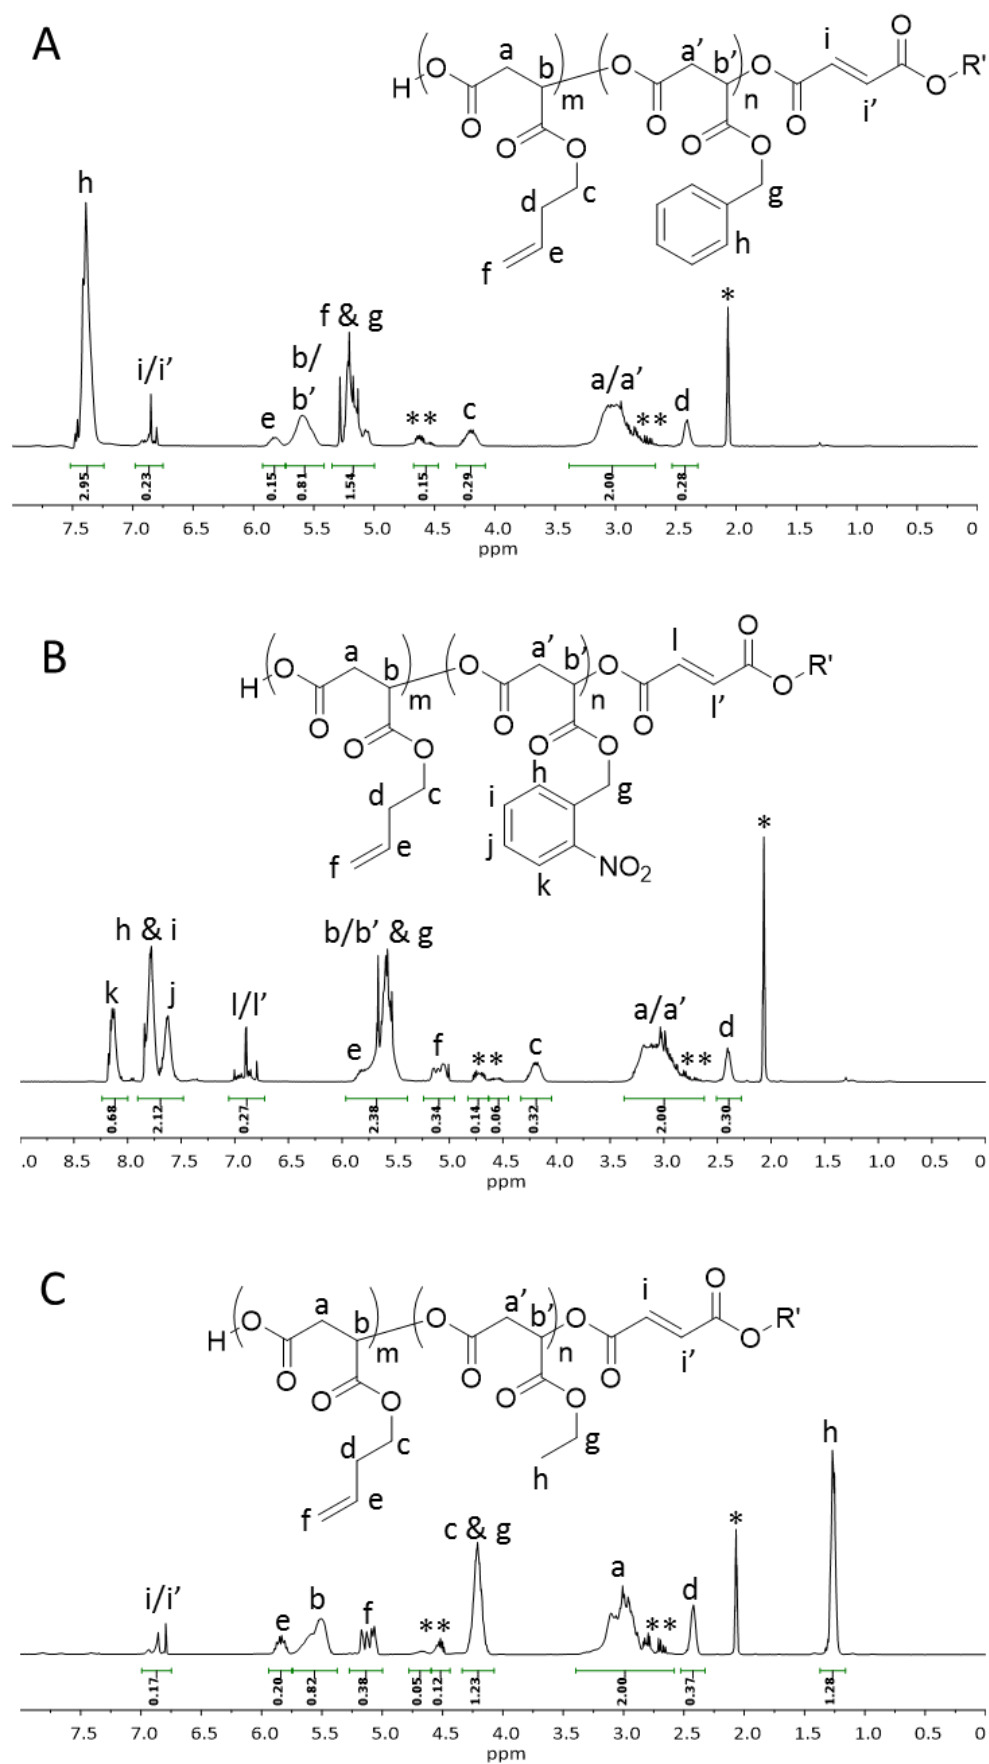 A
H
O
a
b
m
O
O
O
c
d
e
f
O
a'
b'
n
O
O
O
g
h
O
i
i'
O
O
O
R'
h
i/i'
e
b/
b'
f & g
**
c
a/a'
**
d
*
2.95
0.23
0.15
0.81
1.54
0.15
0.29
2.00
0.28
7.5 7.0 6.5 6.0 5.5 5.0 4.5 4.0 3.5 3.0 2.5 2.0 1.5 1.0 0.5 0
ppm
B
H
O
a
b
m
O
O
O
c
d
e
f
O
a'
b'
n
O
O
O
g
h
i
j
k
NO2
O
l
l'
O
O
O
R'
k
h & i
j
l/l'
e
b/b' & g
f
**
c
a/a'
**
d
*
0.68
2.12
0.27
2.38
0.34
0.14
0.06
0.32
2.00
0.30
.0 8.5 8.0 7.5 7.0 6.5 6.0 5.5 5.0 4.5 4.0 3.5 3.0 2.5 2.0 1.5 1.0 0.5 0
ppm
C
H
O
a
b
m
O
O
O
c
d
e
f
O
a'
b'
n
O
O
O
g
h
O
i
i'
O
O
O
R'
i/i'
e
b
f
**
c & g
a
**
d
*
h
0.17
0.20
0.82
0.38
0.05
0.12
1.23
2.00
0.37
1.28
7.5 7.0 6.5 6.0 5.5 5.0 4.5 4.0 3.5 3.0 2.5 2.0 1.5 1.0 0.5 0
ppm